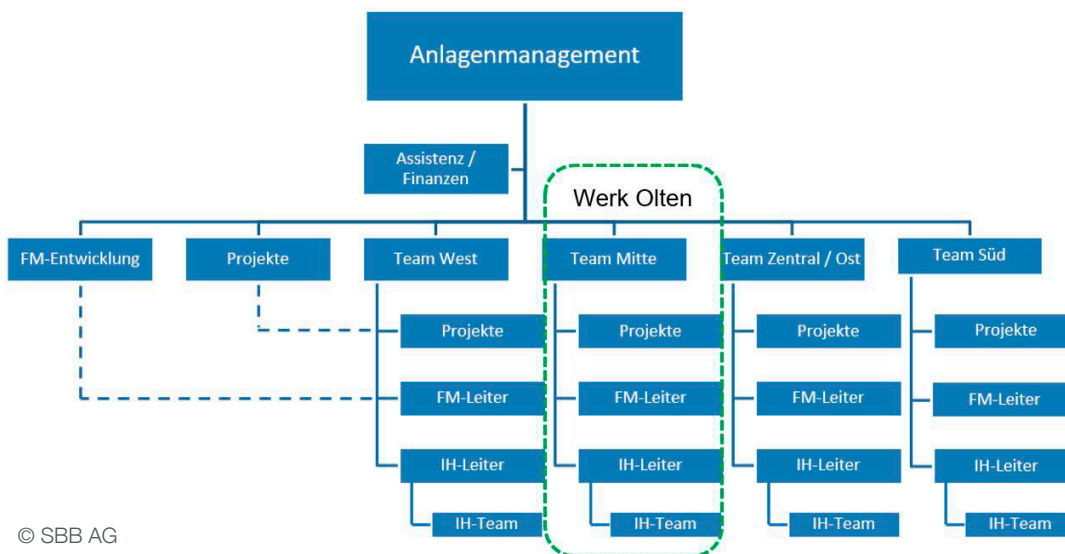 Anlagenmanagement
Assistenz /
Finanzen
Werk Olten
FM-Entwicklung
Projekte
Team West
Team Mitte
Team Zentral / Ost
Team Süd
Projekte
Projekte
Projekte
Projekte
FM-Leiter
FM-Leiter
FM-Leiter
FM-Leiter
IH-Leiter
IH-Leiter
IH-Leiter
IH-Leiter
IH-Team
IH-Team
IH-Team
IH-Team
© SBB AG